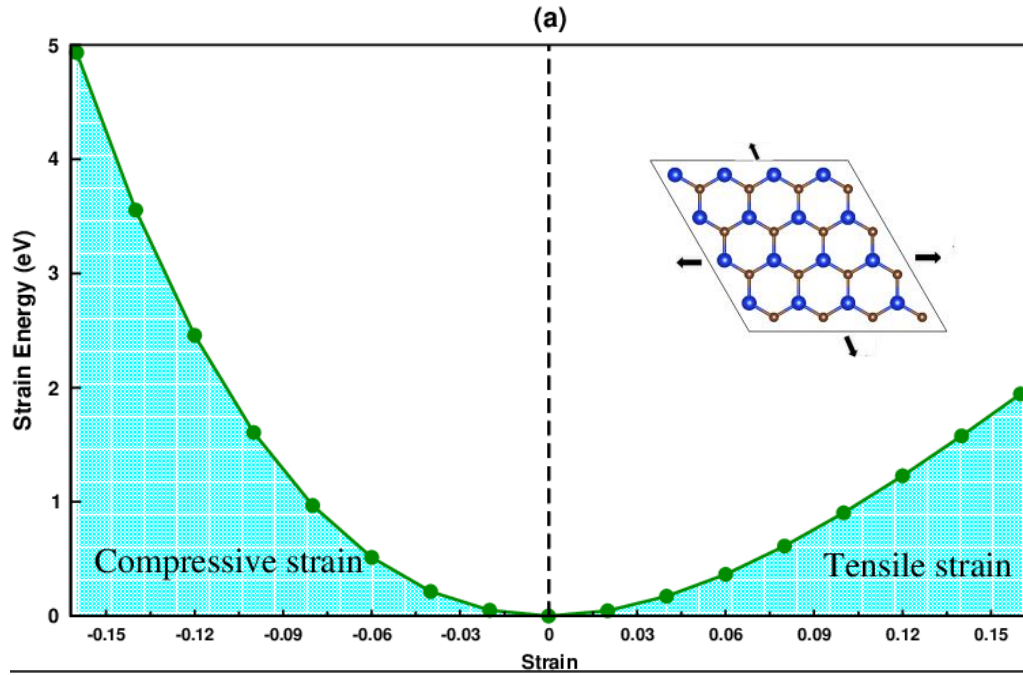 (a)
5
4
3
2
1
0
Strain Energy (eV)
Compressive strain
Tensile strain
-0.15 -0.12 -0.09 -0.06 -0.03 0 0.03 0.06 0.09 0.12 0.15
Strain